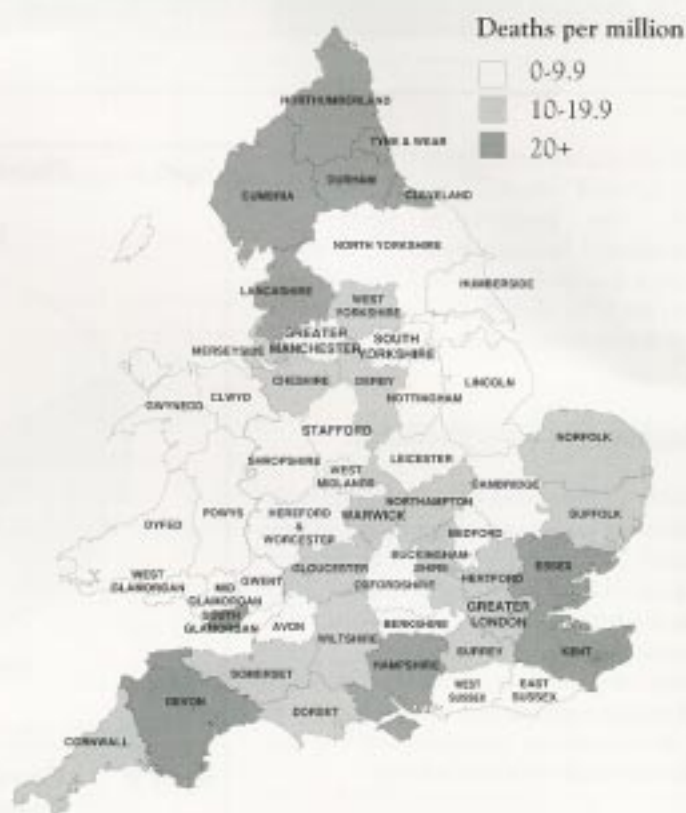 Deaths per million
0-9.9
10-19.9
20+
NORTHUMBERLAND
TYNE & WEAR
DURHAM
CUMBRIA
CLEVELAND
NORTH YORKSHIRE
HUMBERSIDE
LANCASHIRE
WEST
YORKSHIRE
GREATER
MANCHESTER
MERSEYSIDE
SOUTH
YORKSHIRE
CHESHIRE
DERBY
LINCOLN
NOTTINGHAM
CLWYD
GWYNEDD
STAFFORD
NORFOLK
SHROPSHIRE
LEICESTER
WEST
MIDLANDS
CAMBRIDGE
NORTHAMPTON
SUFFOLK
POWYS
HEREFORD
&
WORCESTER
WARWICK
DYFED
BEDFORD
BUCKINGHAM-
SHIRE
ESSEX
GLOUCESTER
HERTFORD
OXFORDSHIRE
WEST
GLAMORGAN
GWENT
MID
GLAMORGAN
SOUTH
GLAMORGAN
AVON
BERKSHIRE
GREATER
LONDON
WILTSHIRE
SURREY
KENT
HAMPSHIRE
SOMERSET
WEST
SUSSEX
EAST
SUSSEX
DEVON
DORSET
CORNWALL